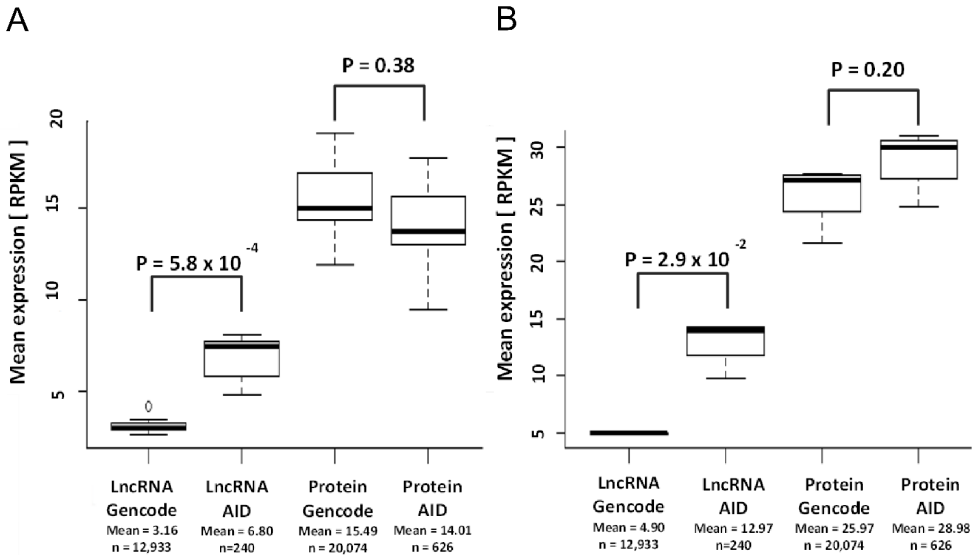 A
P = 0.38
P = 5.8 x 10 -4
Mean expression [ RPKM ]
20
15
10
5
LncRNA Gencode
Mean = 3.16
n = 12,933
LncRNA AID
Mean = 6.80
n=240
Protein Gencode
Mean = 15.49
n = 20,074
Protein AID
Mean = 14.01
n = 626
B
P = 0.20
P = 2.9 x 10 -2
Mean expression [ RPKM ]
30
25
20
15
10
5
LncRNA Gencode
Mean = 4.90
n = 12,933
LncRNA AID
Mean = 12.97
n=240
Protein Gencode
Mean = 25.97
n = 20,074
Protein AID
Mean = 28.98
n = 626